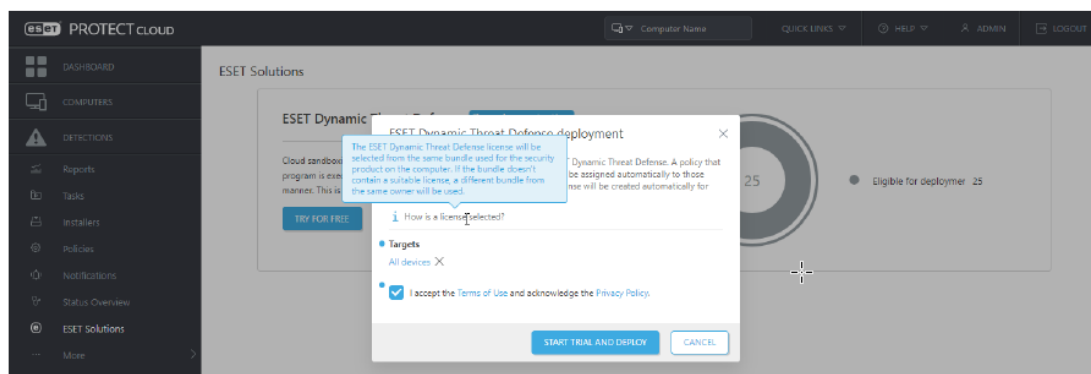 eset PROTECT CLOUD
Computer Name
QUICK LINKS
HELP
ADMIN
LOGOUT
DASHBOARD
COMPUTERS
DETECTIONS
Reports
Tasks
Installers
Policies
Notifications
Status Overview
ESET Solutions
More
ESET Solutions
ESET Dynamic
Cloud sandbox
program is exe
manner. This is
TRY FOR FREE
ESET Dynamic Threat Defense deployment
The ESET Dynamic Threat Defense license will be
selected from the same bundle used for the security
product on the computer. If the bundle doesn't
contain a suitable license, a different bundle from
the same owner will be used.
Dynamic Threat Defense. A policy that
be assigned automatically to those
nse will be created automatically for
How is a license selected?
Targets
All devices
I accept the Terms of Use and acknowledge the Privacy Policy.
START TRIAL AND DEPLOY
CANCEL
25
Eligible for deploymer 25